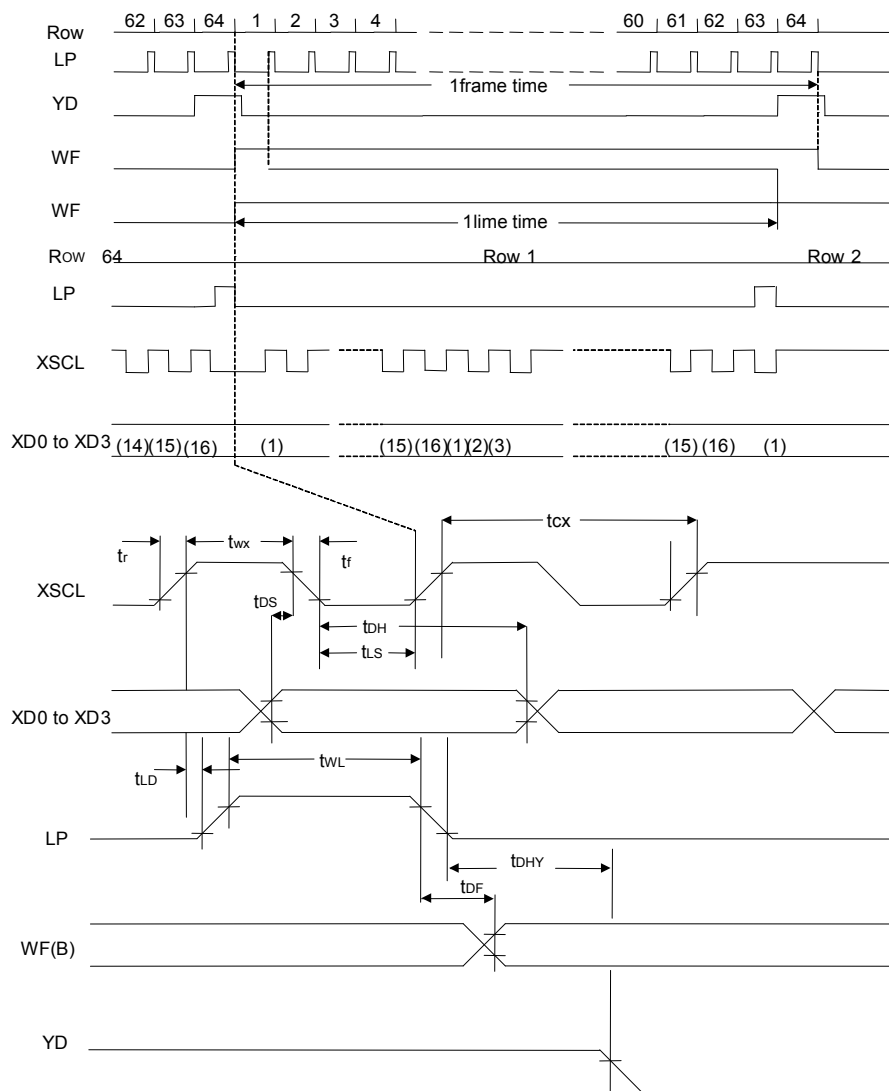 62 63 64 1 2 3 4 60 61 62 63 64
Row
LP
1frame time
YD
WF
WF
1lime time
Row 64 Row 1 Row 2
LP
XSCL
XD0 to XD3 (14)(15)(16) (1) (15)(16)(1)(2)(3) (15)(16) (1)
tcx
tr twx tf
XSCL
tDS
tDH
tLS
XD0 to XD3
tLD tWL
LP
tDHY
tDF
WF(B)
YD